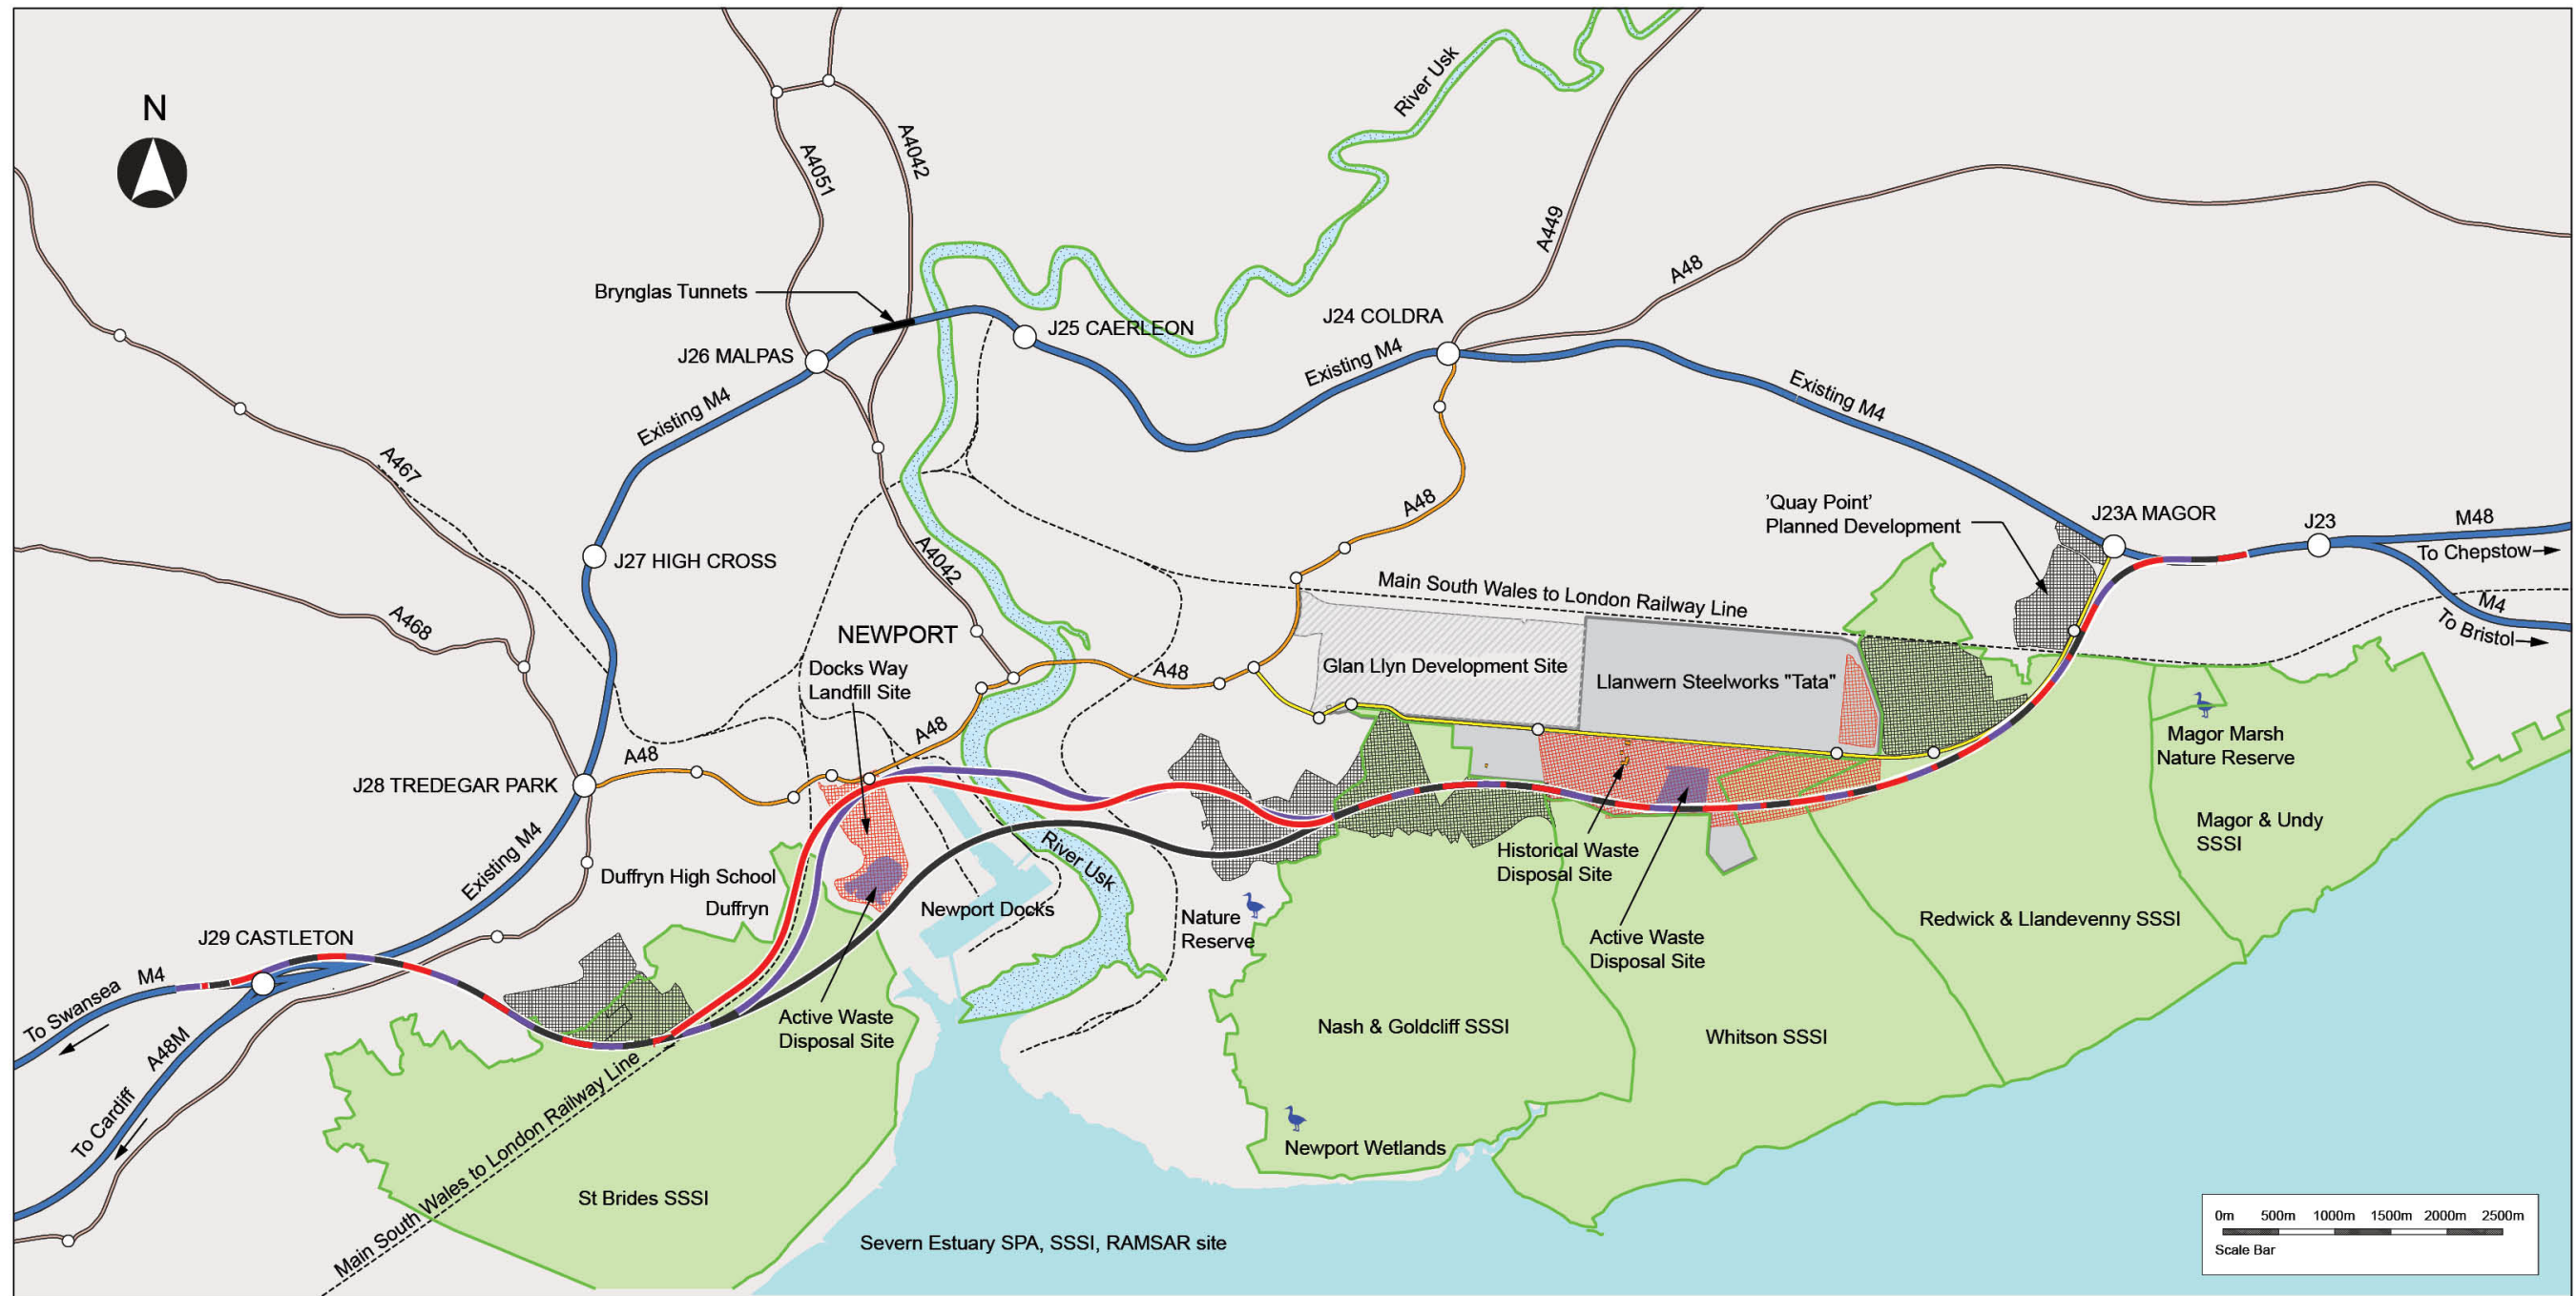 N
River Usk
A4051
A4042
A449
A48
Brynglas Tunnets
J25 CAERLEON
J24 COLDRA
J26 MALPAS
Existing M4
Existing M4
Existing M4
A467
A48
'Quay Point'
Planned Development
J23A MAGOR
J23
M48
To Chepstow
J27 HIGH CROSS
A4042
Main South Wales to London Railway Line
M4
To Bristol
A468
NEWPORT
Docks Way
Landfill Site
A48
Glan Llyn Development Site
Llanwern Steelworks "Tata"
A48
A48
Magor Marsh
Nature Reserve
J28 TREDEGAR PARK
Existing M4
River Usk
Magor & Undy
SSSI
Historical Waste
Disposal Site
Duffryn High School
Duffryn
Newport Docks
Nature
Reserve
Redwick & Llandevenny SSSI
J29 CASTLETON
Active Waste
Disposal Site
M4
To Swansea
Active Waste
Disposal Site
Nash & Goldcliff SSSI
Whitson SSSI
A48M
To Cardiff
Main South Wales to London Railway Line
Newport Wetlands
St Brides SSSI
Severn Estuary SPA, SSSI, RAMSAR site
0m 500m 1000m 1500m 2000m 2500m
Scale Bar